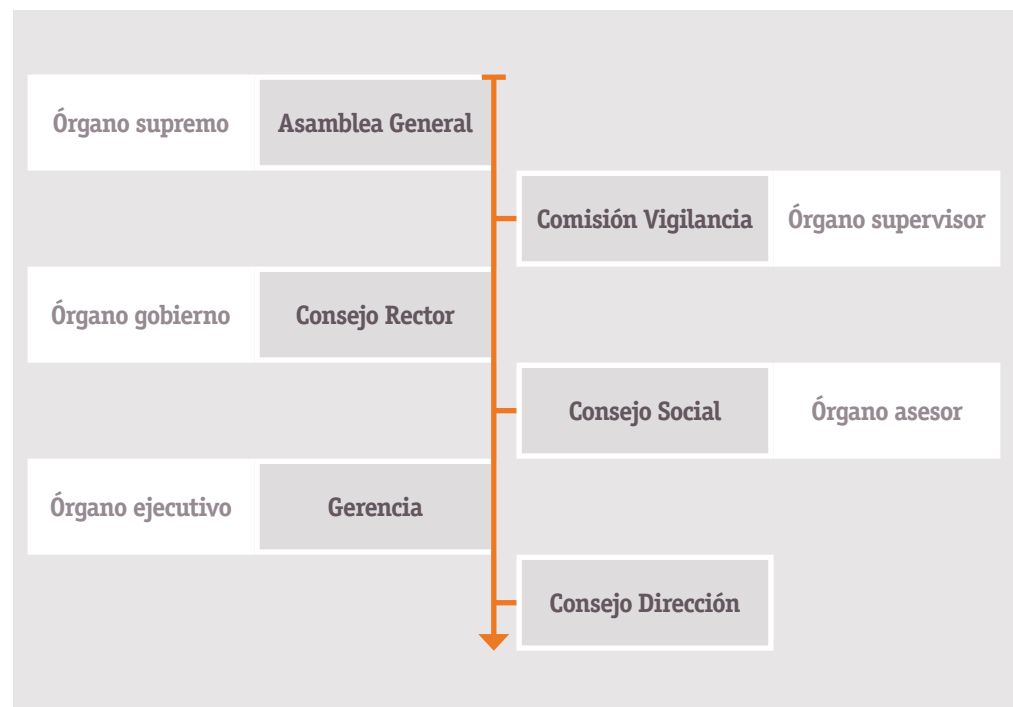 Órgano supremo
Asamblea General
Comisión Vigilancia
Órgano supervisor
Órgano gobierno
Consejo Rector
Consejo Social
Órgano asesor
Órgano ejecutivo
Gerencia
Consejo Dirección